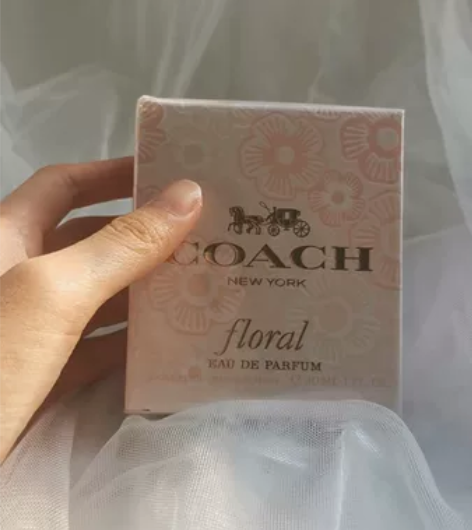 COACH
NEW YORK
floral
EAU DE PARFUM